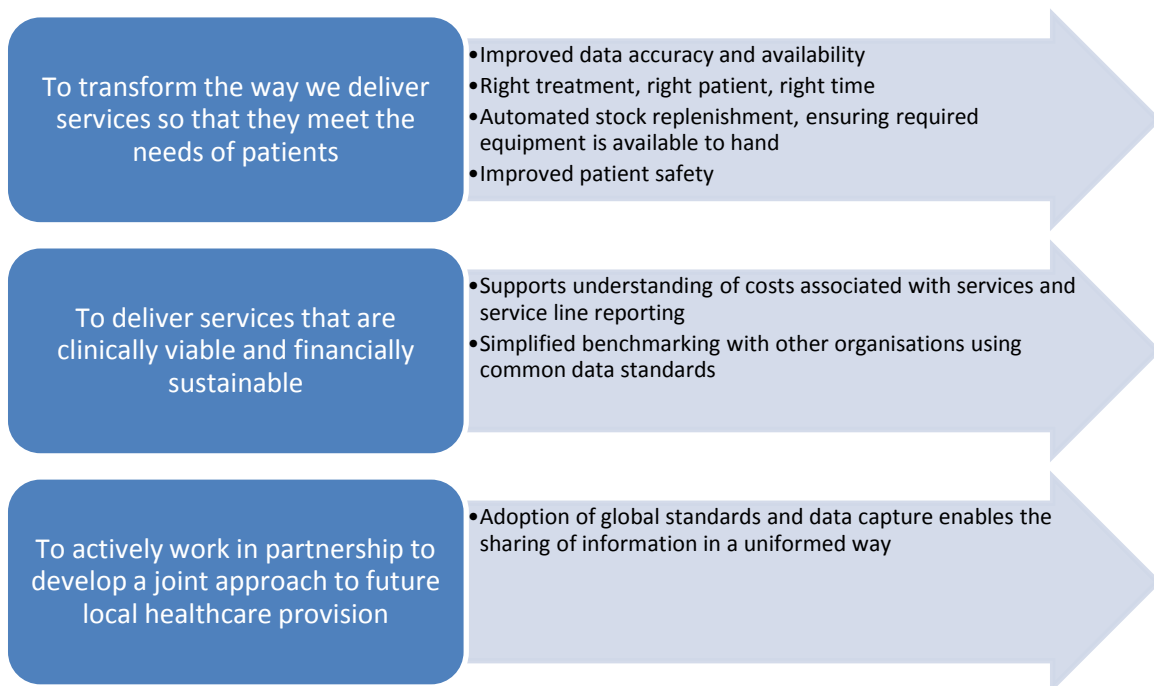 To transform the way we deliver
services so that they meet the
needs of patients
•Improved data accuracy and availability
•Right treatment, right patient, right time
•Automated stock replenishment, ensuring required
equipment is available to hand
•Improved patient safety
To deliver services that are
clinically viable and financially
sustainable
•Supports understanding of costs associated with services and
service line reporting
•Simplified benchmarking with other organisations using
common data standards
To actively work in partnership to
develop a joint approach to future
local healthcare provision
•Adoption of global standards and data capture enables the
sharing of information in a uniformed way